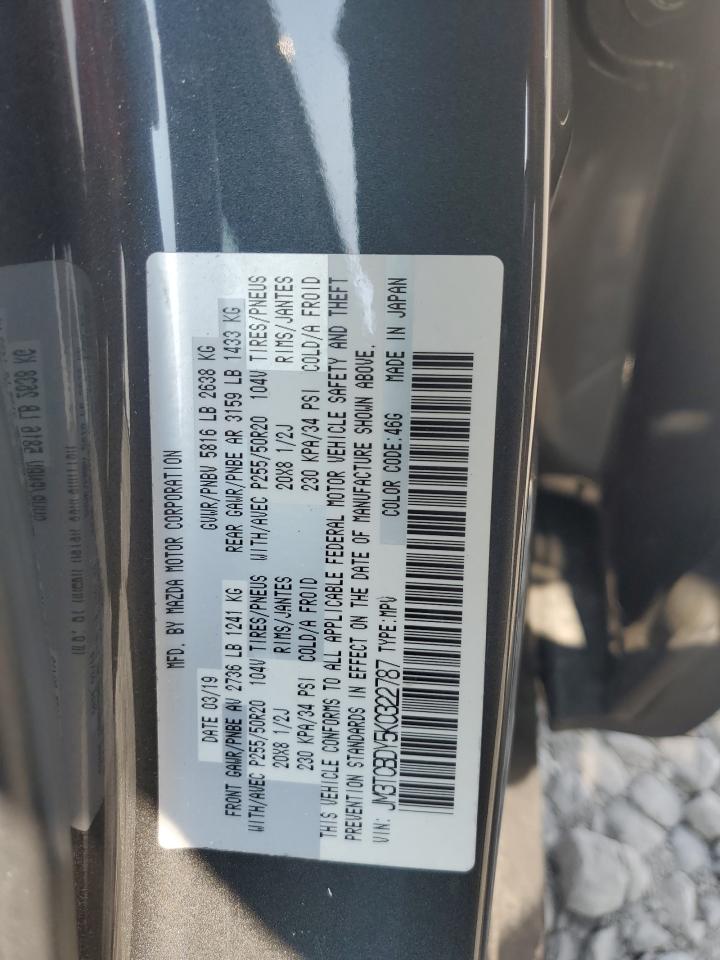 MFD. BY MAZDA MOTOR CORPORATION
03/19 GVWR/PNBV 5816 LB 2638 KG
FRONT GAWR/PNBE AV 2736 LB 1241 KG REAR GAWR/PNBE AR 3159 LB 1433 KG
WITH/AVEC P255/50R20 104V TIRES/PNEUS WITH/AVEC P255/50R20 104V TIRES/PNEUS
20X8 1/2J RIMS/JANTES 20X8 1/2J RIMS/JANTES
230 KPA/34 PSI COLD/A FROID 230 KPA/34 PSI COLD/A FROID
THIS VEHICLE CONFORMS TO ALL APPLICABLE FEDERAL MOTOR VEHICLE SAFETY AND THEFT
PREVENTION STANDARDS IN EFFECT ON THE DATE OF MANUFACTURE SHOWN ABOVE.
VIN: JM3TCBDY5KC322787 TYPE:MPV COLOR CODE:46G MADE IN JAPAN